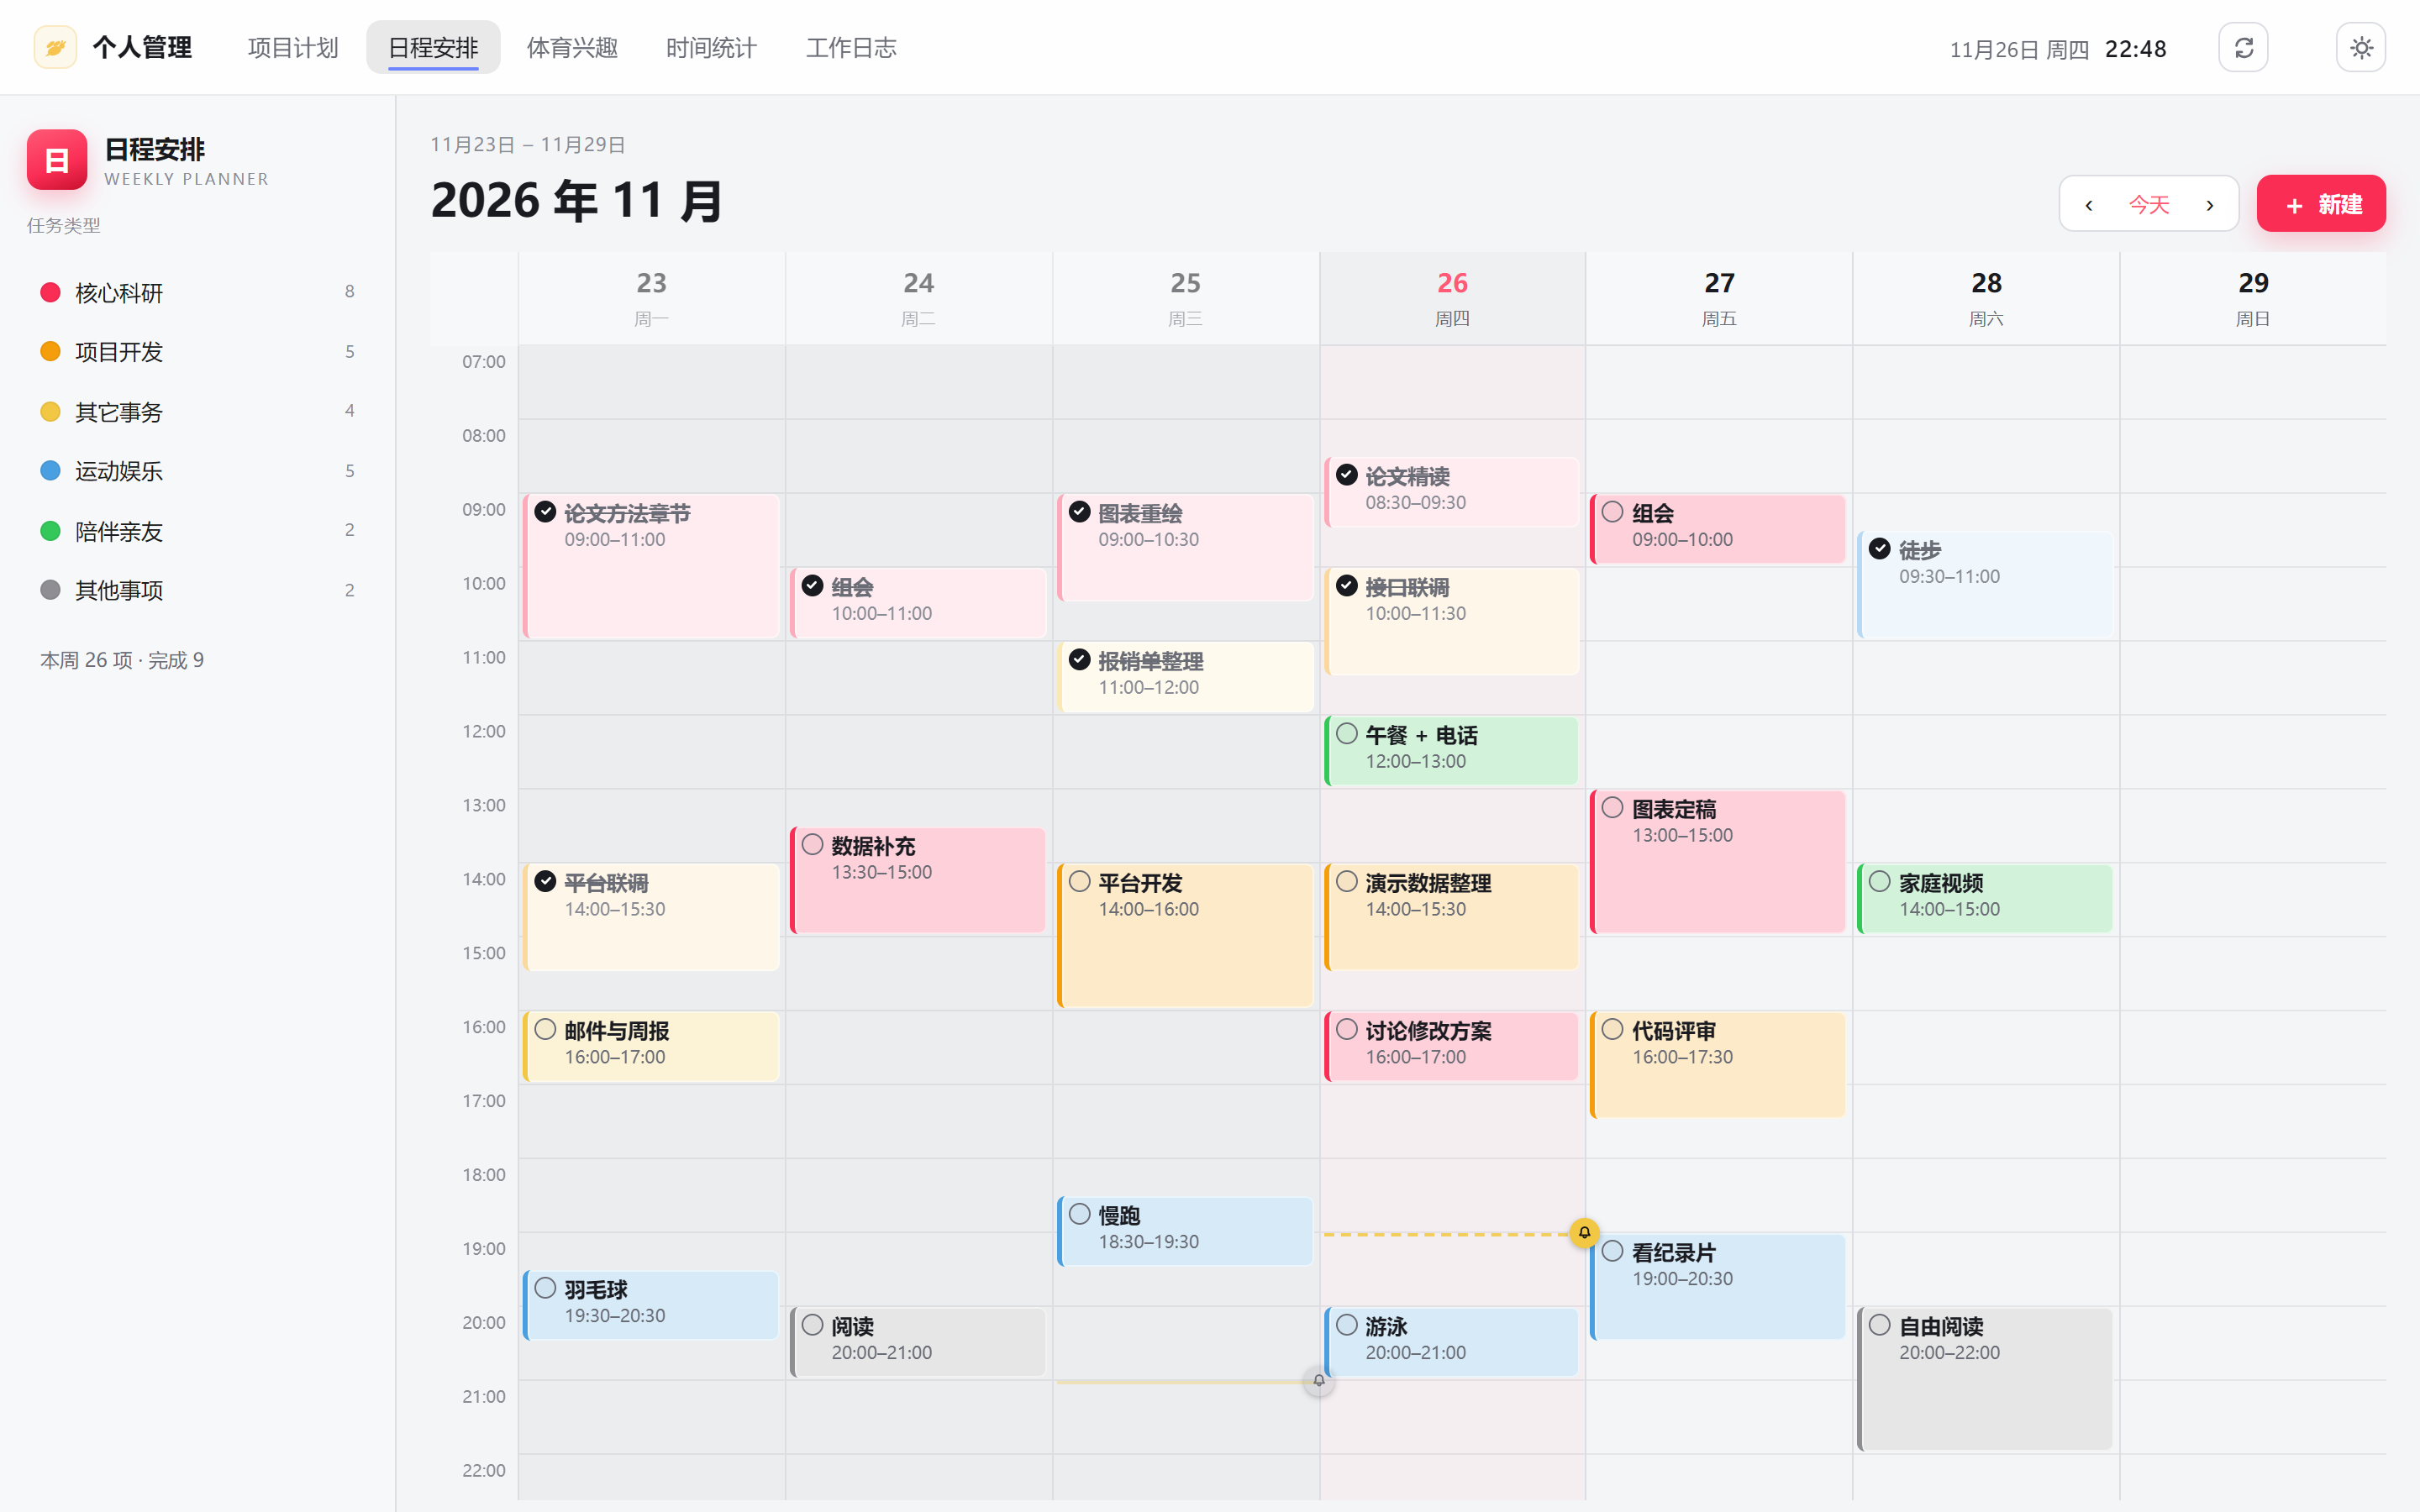 个人管理
项目计划
日程安排
体育兴趣
时间统计
工作日志
11月26日 周四 22:48
日
日程安排
WEEKLY PLANNER
任务类型
核心科研 8
项目开发 5
其它事务 4
运动娱乐 5
陪伴亲友 2
其他事项 2
本周 26 项 · 完成 9
11月23日 – 11月29日
2026 年 11 月
‹ 今天 ›
+ 新建
23 周一
24 周二
25 周三
26 周四
27 周五
28 周六
29 周日
07:00
08:00
09:00
10:00
11:00
12:00
13:00
14:00
15:00
16:00
17:00
18:00
19:00
20:00
21:00
22:00
论文方法章节
09:00–11:00
平台联调
14:00–15:30
邮件与周报
16:00–17:00
羽毛球
19:30–20:30
组会
10:00–11:00
数据补充
13:30–15:00
阅读
20:00–21:00
图表重绘
09:00–10:30
报销单整理
11:00–12:00
平台开发
14:00–16:00
慢跑
18:30–19:30
论文精读
08:30–09:30
接口联调
10:00–11:30
午餐 + 电话
12:00–13:00
演示数据整理
14:00–15:30
讨论修改方案
16:00–17:00
游泳
20:00–21:00
组会
09:00–10:00
图表定稿
13:00–15:00
代码评审
16:00–17:30
看纪录片
19:00–20:30
徒步
09:30–11:00
家庭视频
14:00–15:00
自由阅读
20:00–22:00